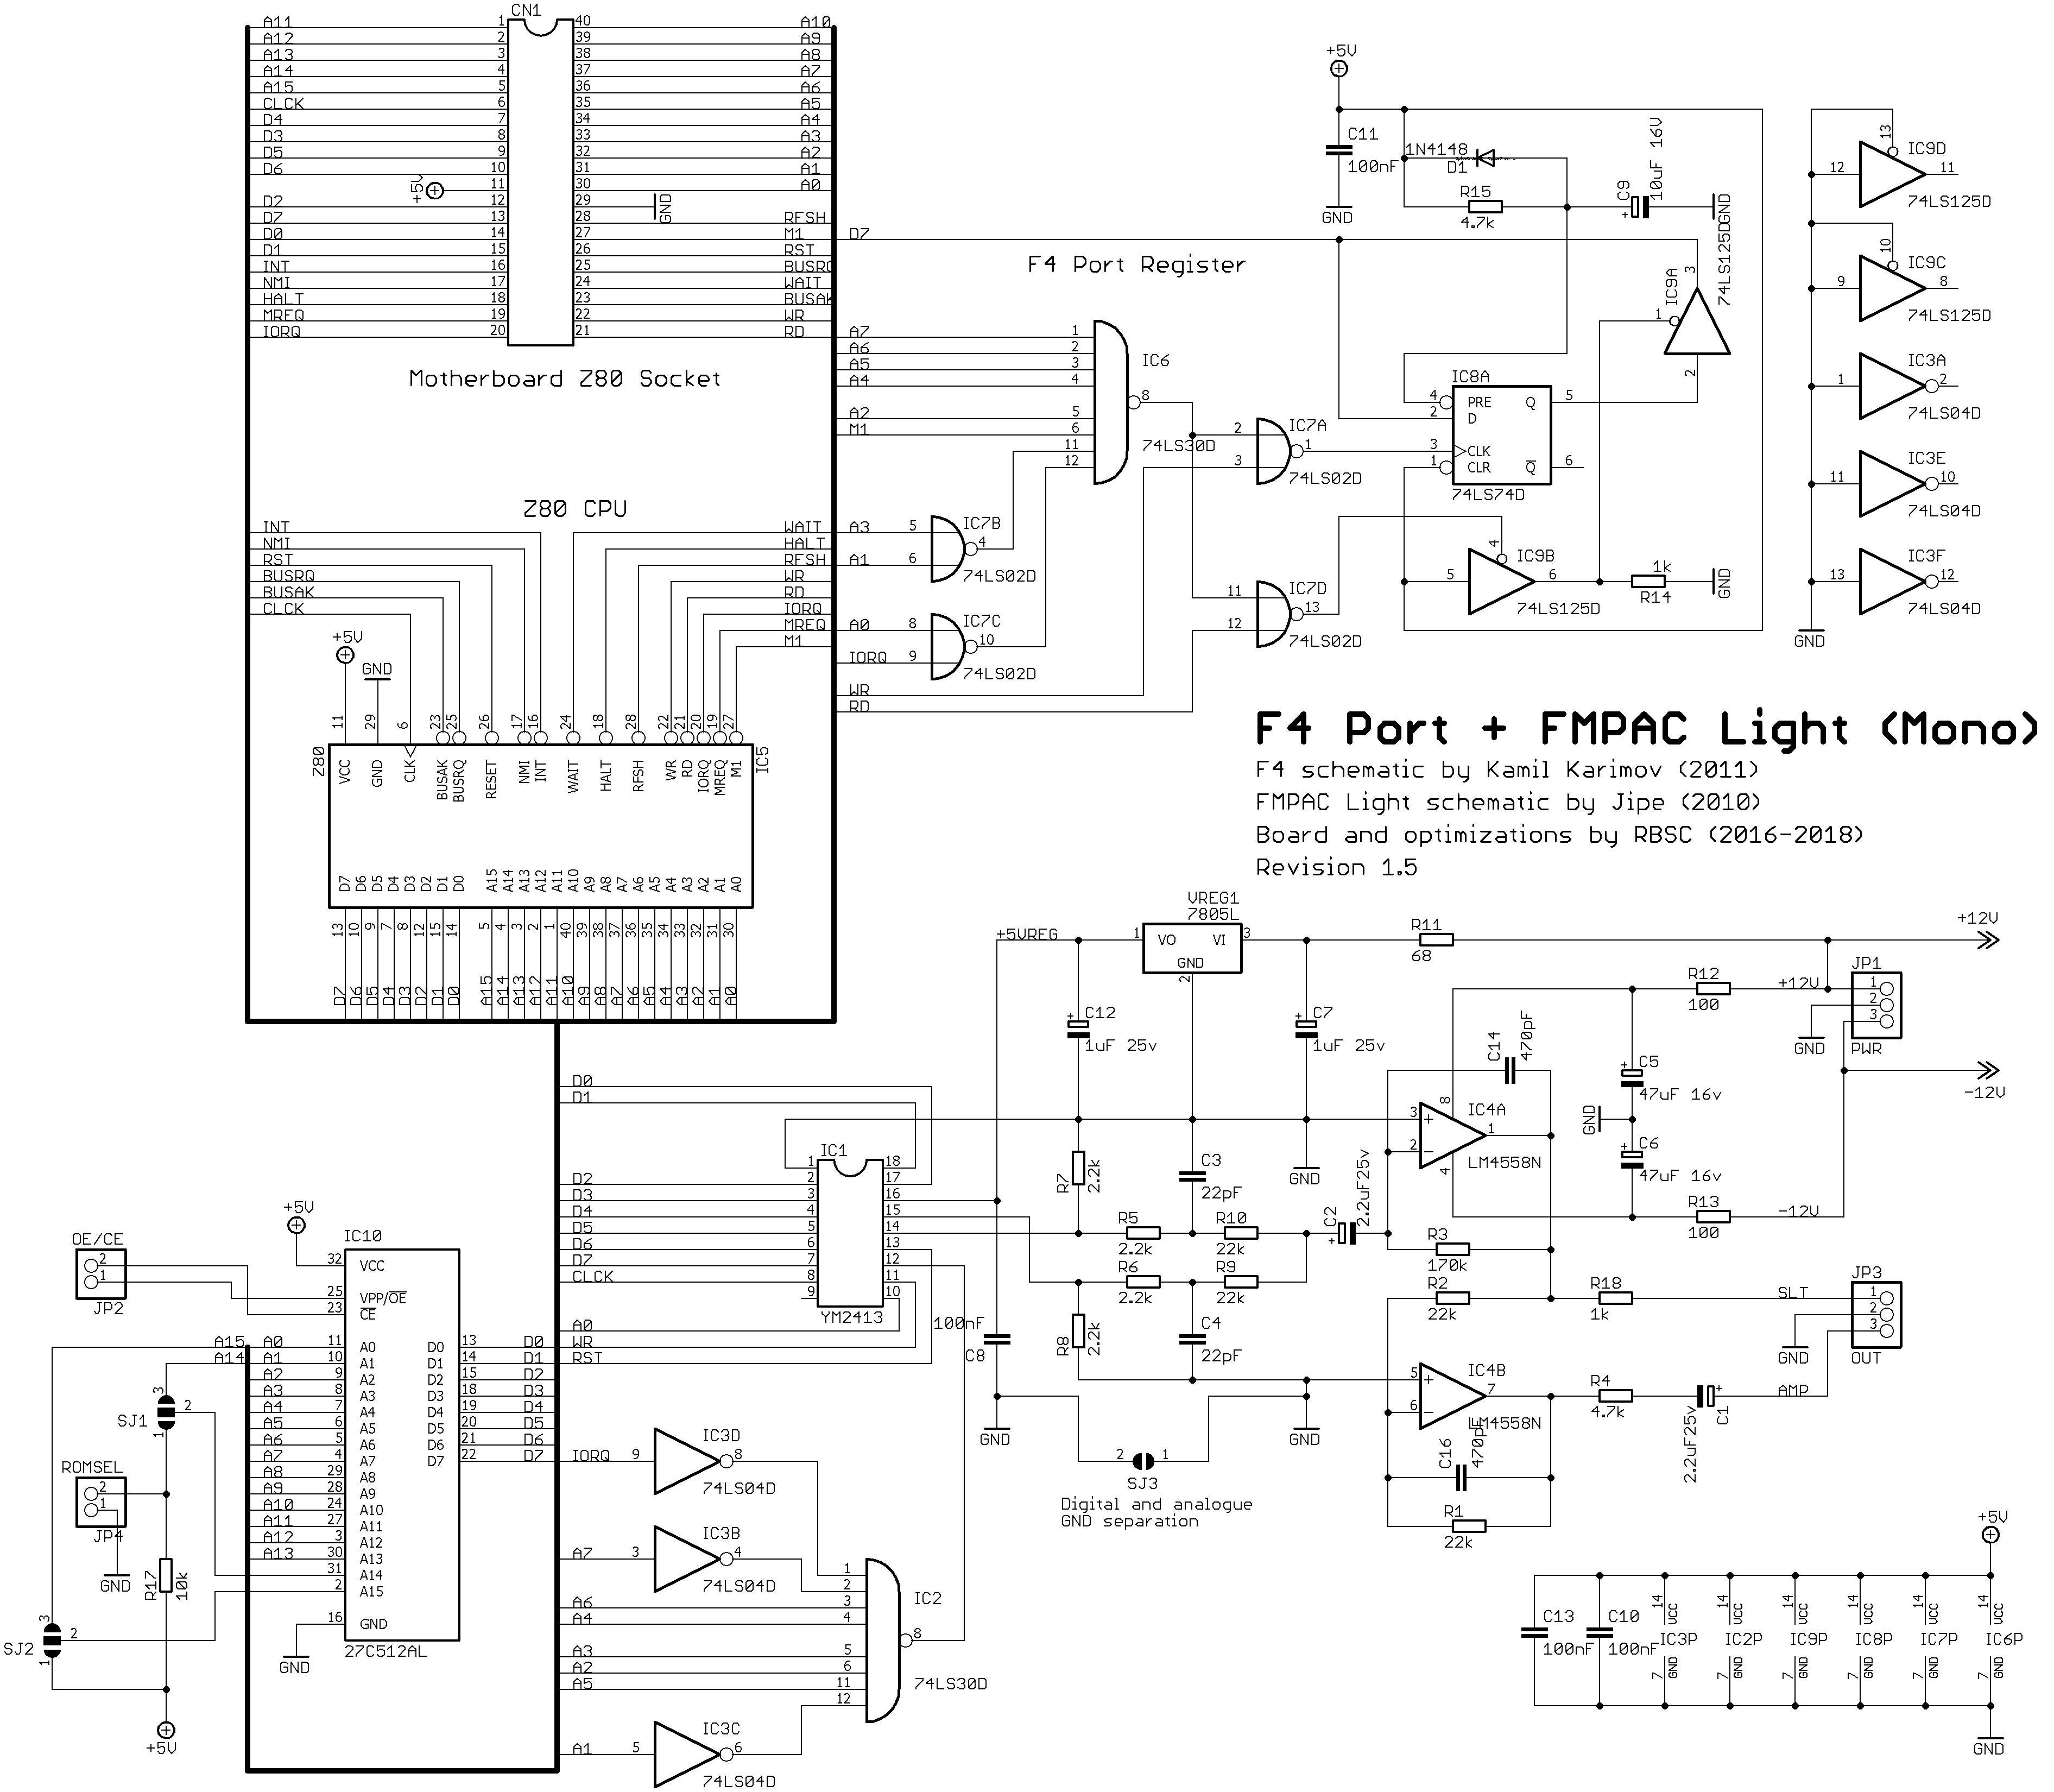 CN1
A11 1 40 A10
A12 2 39 A9
A13 3 38 A8
A14 4 37 A7
A15 5 36 A6
CLCK 6 35 A5
D4 7 34 A4
D3 8 33 A3
D5 9 32 A2
D6 10 31 A1
+5V 11 30 A0
D2 12 29 GND
D7 13 28 RFSH
D0 14 27 M1
D1 15 26 RST
INT 16 25 BUSRQ
NMI 17 24 WAIT
HALT 18 23 BUSAK
MREQ 19 22 WR
IORQ 20 21 RD
Motherboard Z80 Socket
Z80 CPU
INT WAIT
NMI HALT
RST RFSH
BUSRQ WR
BUSAK RD
CLCK IORQ
MREQ
M1
+5V
GND
11 29 6 23 25 26 17 16 24 18 28 22 21 20 19 27
Z80 VCC GND CLK BUSAK BUSRQ RESET NMI INT WAIT HALT RFSH WR RD IORQ MREQ M1 IC5
D7 D6 D5 D4 D3 D2 D1 D0 A15 A14 A13 A12 A11 A10 A9 A8 A7 A6 A5 A4 A3 A2 A1 A0
13 10 9 7 8 12 15 14 5 4 3 2 1 40 39 38 37 36 35 34 33 32 31 30
D7 D6 D5 D4 D3 D2 D1 D0 A15 A14 A13 A12 A11 A10 A9 A8 A7 A6 A5 A4 A3 A2 A1 A0
D7
F4 Port Register
A7 1
A6 2
A5 3
A4 4
A2 5
M1 6
11
12
8
IC6
74LS30D
A3 5
A1 6
4
IC7B
74LS02D
A0 8
IORQ 9
10
IC7C
74LS02D
WR
RD
2
3
1
IC7A
74LS02D
11
12
13
IC7D
74LS02D
+5V
C11
100nF
GND
1N4148
D1
R15
4.7k
C9
+
10uF 16V
GND
IC9A
74LS125D
1
2
3
IC8A
4 PRE Q 5
2 D
3 CLK
1 CLR Q 6
74LS74D
4
5
6
IC9B
74LS125D
1k
R14
GND
13
12
11
IC9D
74LS125D
10
9
8
IC9C
74LS125D
1
2
IC3A
74LS04D
11
10
IC3E
74LS04D
13
12
IC3F
74LS04D
GND
F4 Port + FMPAC Light (Mono)
F4 schematic by Kamil Karimov (2011)
FMPAC Light schematic by Jipe (2010)
Board and optimizations by RBSC (2016-2018)
Revision 1.5
VREG1
7805L
+5VREG
1 VO VI 3
GND
2
R11
68
+12V
C12
+
1uF 25v
C7
+
1uF 25v
GND
C14
470pF
R12
100
+12V
JP1
1
2
3
PWR
GND
C5
+
47uF 16v
GND
C6
+
47uF 16v
-12V
R13
100
-12V
3 +
2 -
8
4
1
IC4A
LM4558N
D0
D1
IC1
1 18
D2 2 17
D3 3 16
D4 4 15
D5 5 14
D6 6 13
D7 7 12
CLCK 8 11
9 10
YM2413
A0
WR
RST
R7
2.2k
C3
22pF
R5
2.2k
R10
22k
C2
+
2.2uF25v
R6
2.2k
R9
22k
R8
2.2k
C4
22pF
100nF
C8
GND
R3
170k
R2
22k
R18
1k
SLT
JP3
1
2
3
OUT
GND
AMP
5 +
6 -
7
IC4B
LM4558N
R4
4.7k
C1
+
2.2uF25v
C16
470pF
R1
22k
GND
2 1
SJ3
Digital and analogue
GND separation
+5V
OE/CE
2
1
JP2
IC10
32 VCC
25 VPP/OE
23 CE
A15 A0 11 A0 D0 13 D0
A14 A1 10 A1 D1 14 D1
A2 9 A2 D2 15 D2
A3 8 A3 D3 18 D3
A4 7 A4 D4 19 D4
A5 6 A5 D5 20 D5
A6 5 A6 D6 21 D6
A7 4 A7 D7 22 D7
A8 29 A8
A9 28 A9
A10 24 A10
A11 27 A11
A12 3 A12
A13 30 A13
31 A14
2 A15
16 GND
27C512AL
GND
SJ1
3
2
1
ROMSEL
2
1
JP4
GND
R17
10k
SJ2
3
2
1
+5V
IORQ 9
8
IC3D
74LS04D
A7 3
4
IC3B
74LS04D
1
2
A6 3
A4 4
A3 5
A2 6
A5 11
12
8
IC2
74LS30D
A1 5
6
IC3C
74LS04D
+5V
C13
100nF
C10
100nF
14 VCC 14 VCC 14 VCC 14 VCC 14 VCC 14 VCC
IC3P IC2P IC9P IC8P IC7P IC6P
7 GND 7 GND 7 GND 7 GND 7 GND 7 GND
GND